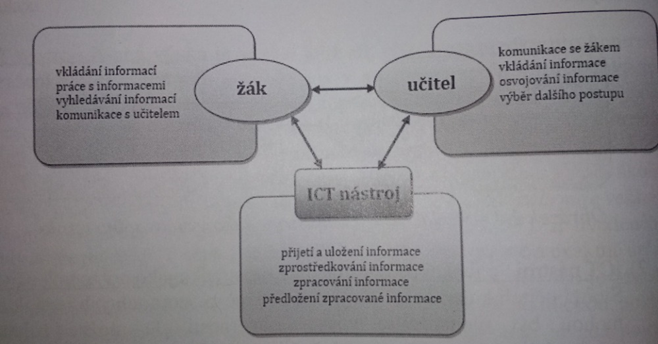 vkládání informací
práce s informacemi
vyhledávání informací
komunikace s učitelem
žák
učitel
komunikace se žákem
vkládání informace
osvojování informace
výběr dalšího postupu
ICT nástroj
přijetí a uložení informace
zprostředkování informace
zpracování informace
předložení zpracované informace